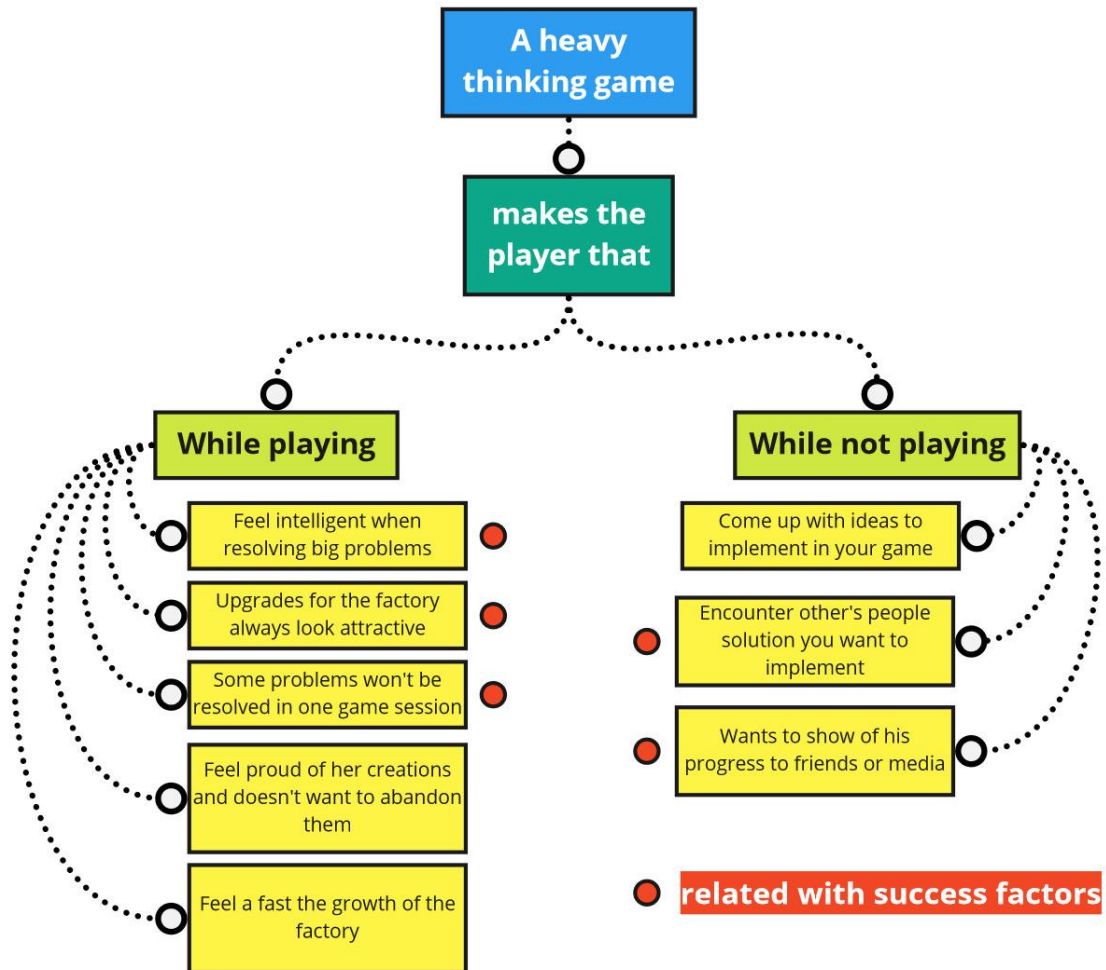 A heavy
thinking game
makes the
player that
While playing
Feel intelligent when
resolving big problems
Upgrades for the factory
always look attractive
Some problems won't be
resolved in one game session
Feel proud of her creations
and doesn't want to abandon
them
Feel a fast the growth of the
factory
While not playing
Come up with ideas to
implement in your game
Encounter other's people
solution you want to
implement
Wants to show of his
progress to friends or media
related with success factors